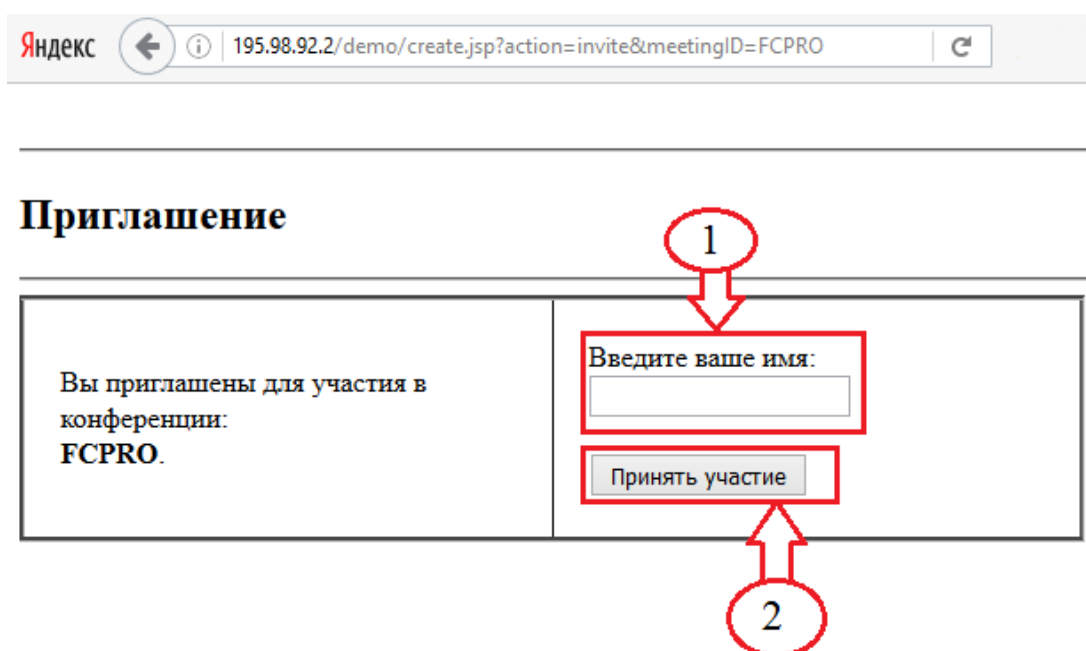 Яндекс 195.98.92.2/demo/create.jsp?action=invite&meetingID=FCPRO
Приглашение
1
Вы приглашены для участия в
конференции:
FCPRO.
Введите ваше имя:
Принять участие
2